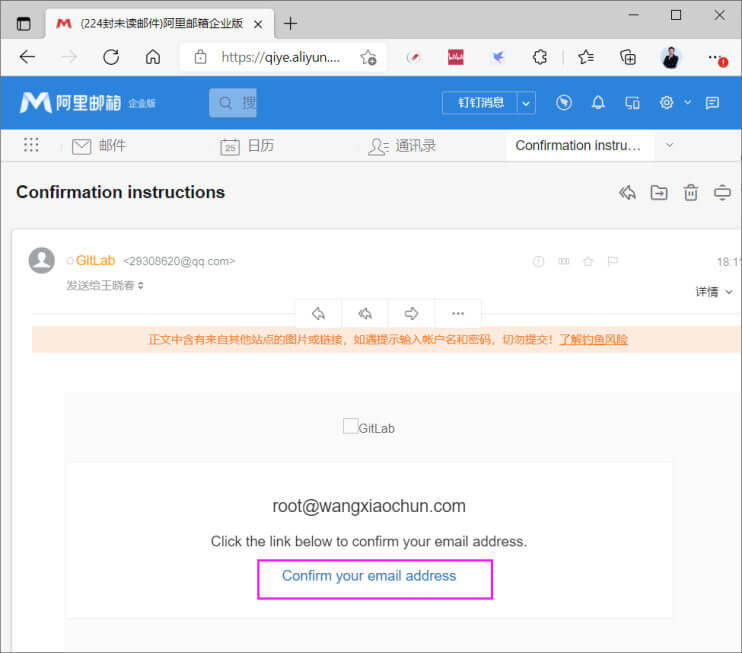 (224封未读邮件)阿里邮箱企业版
https://qiye.aliyun....
阿里邮箱 企业版
搜
钉钉消息
邮件
25
日历
通讯录
Confirmation instru...
Confirmation instructions
GitLab <29308620@qq.com>
18:1
发送给王晓春
详情
正文中含有来自其他站点的图片或链接，如遇提示输入帐户名和密码，切勿提交！了解钓鱼风险
GitLab
root@wangxiaochun.com
Click the link below to confirm your email address.
Confirm your email address